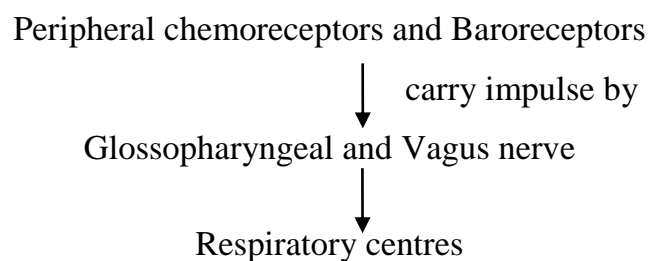 Peripheral chemoreceptors and Baroreceptors
carry impulse by
Glossopharyngeal and Vagus nerve
Respiratory centres